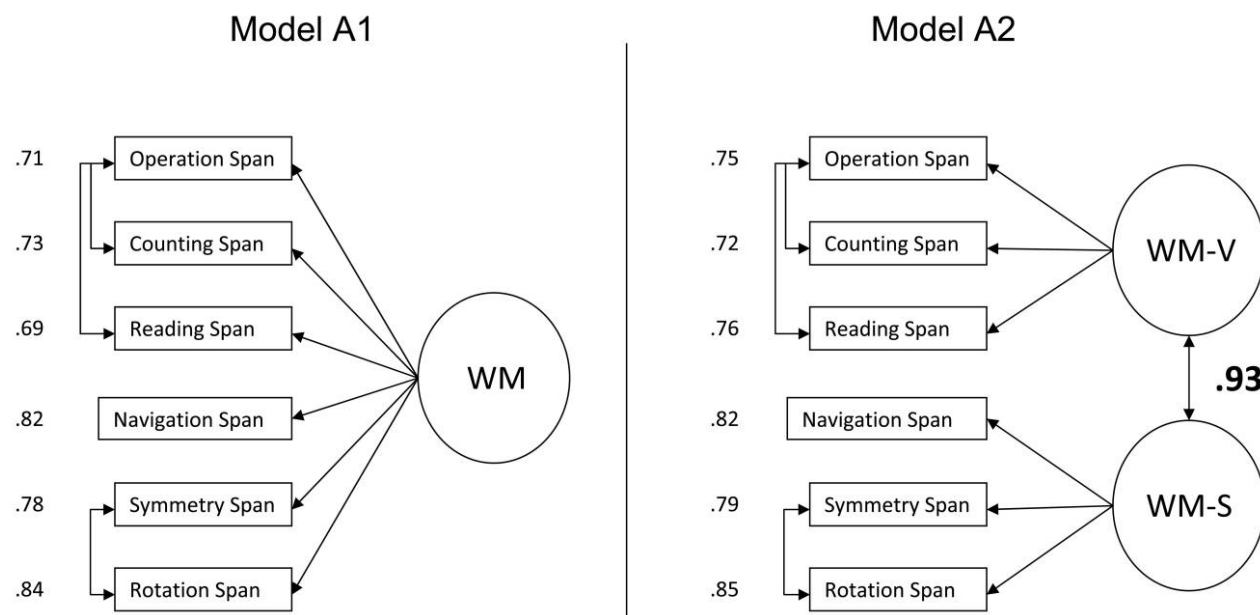 Model A1
.71 Operation Span
.73 Counting Span
.69 Reading Span
WM
.82 Navigation Span
.78 Symmetry Span
.84 Rotation Span
Model A2
.75 Operation Span
.72 Counting Span
.76 Reading Span
WM-V
.93
.82 Navigation Span
.79 Symmetry Span
.85 Rotation Span
WM-S